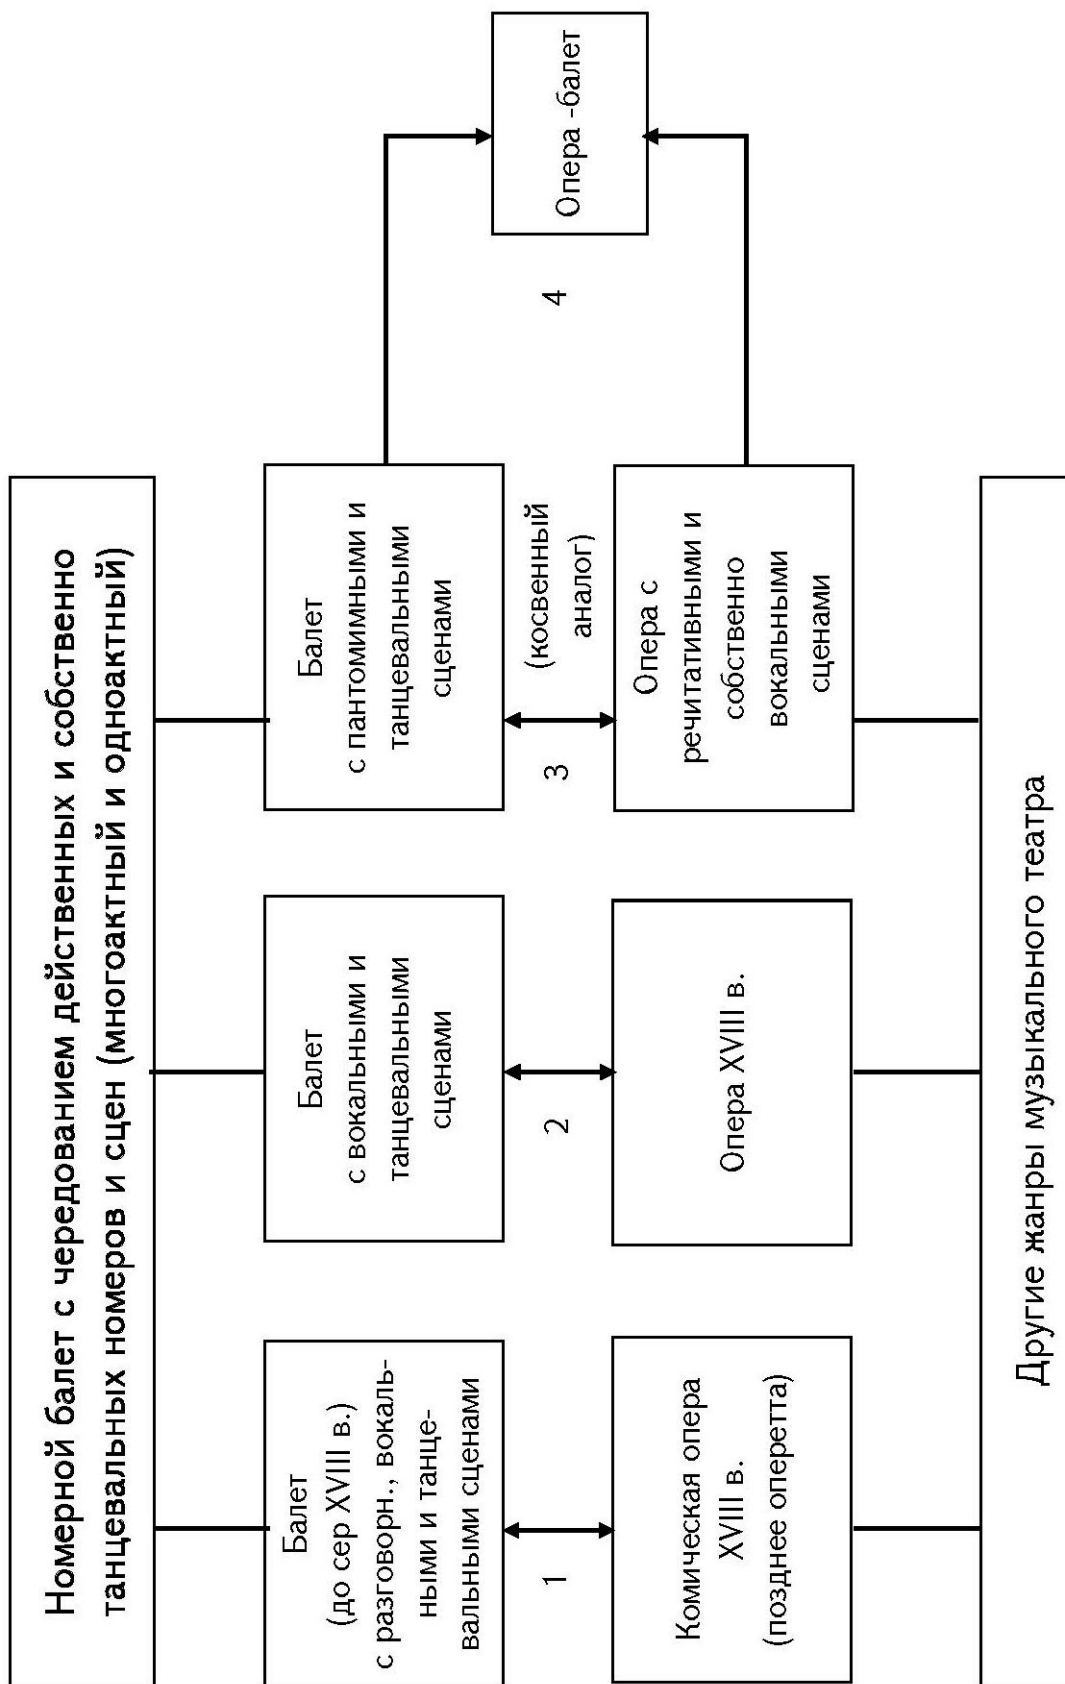 Номерной балет с чередованием действенных и собственно
танцевальных номеров и сцен (многоактный и одноактный)
Балет
(до сер XVIII в.)
с разговорн., вокаль-
ными и танце-
вальными сценами
Балет
с вокальными и
танцевальными
сценами
Балет
с пантомимными и
танцевальными
сценами
1
2
3
(косвенный
аналог)
4
Опера -балет
Комическая опера
XVIII в.
(позднее оперетта)
Опера XVIII в.
Опера с
речитативными и
собственно
вокальными
сценами
Другие жанры музыкального театра